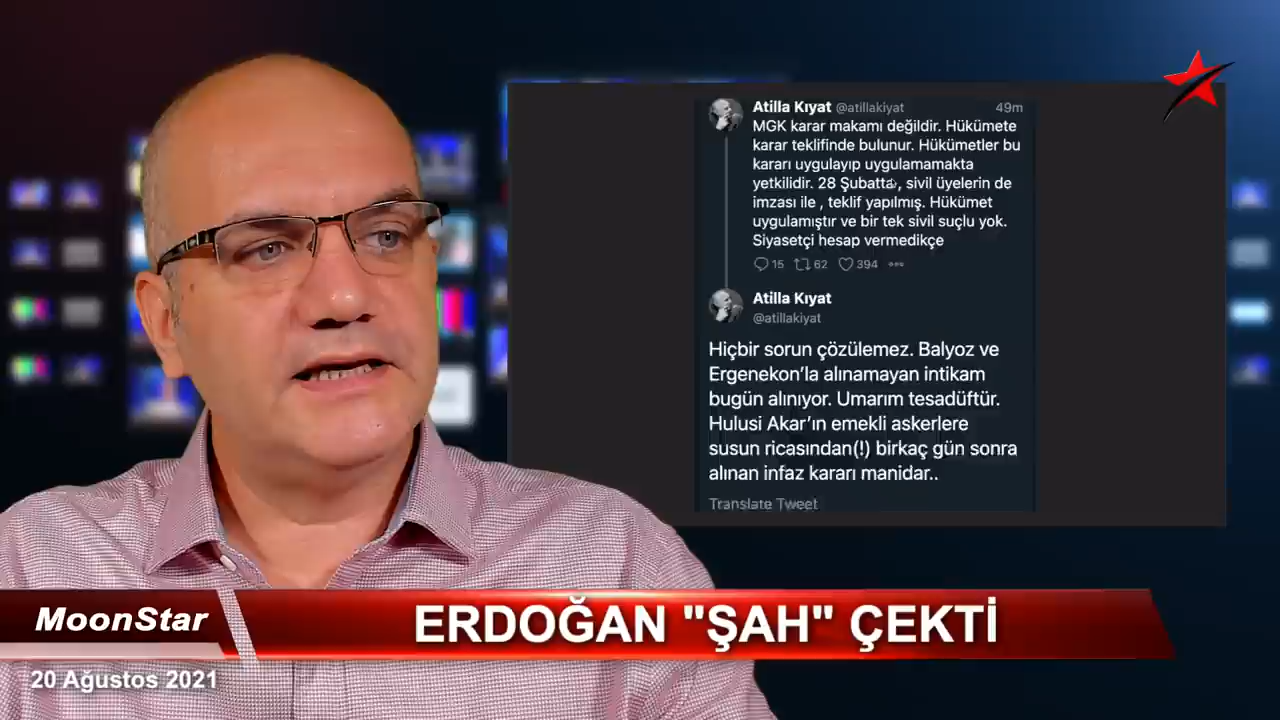 Atilla Kıyat @atillakiyat 49m
MGK karar makamı değildir. Hükümete
karar teklifinde bulunur. Hükümetler bu
kararı uygulayıp uygulamamakta
yetkilidir. 28 Şubatta, sivil üyelerin de
imzası ile , teklif yapılmış. Hükümet
uygulamıştır ve bir tek sivil suçlu yok.
Siyasetçi hesap vermedikçe
15 62 394
Atilla Kıyat
@atillakiyat
Hiçbir sorun çözülemez. Balyoz ve
Ergenekon’la alınamayan intikam
bugün alınıyor. Umarım tesadüftür.
Hulusi Akar’ın emekli askerlere
susun ricasından(!) birkaç gün sonra
alınan infaz kararı manidar..
Translate Tweet
MoonStar
ERDOĞAN "ŞAH" ÇEKTİ
20 Ağustos 2021